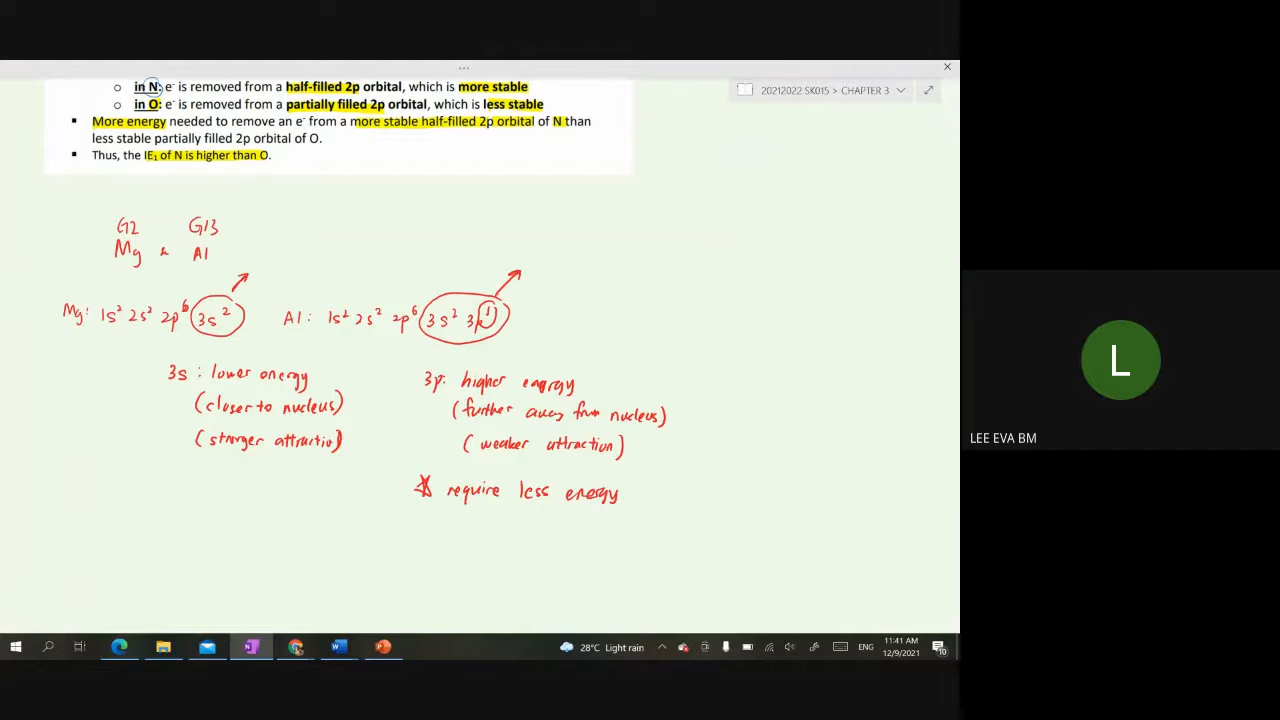 ○ in N: e⁻ is removed from a half-filled 2p orbital, which is more stable
○ in O: e⁻ is removed from a partially filled 2p orbital, which is less stable
▪ More energy needed to remove an e⁻ from a more stable half-filled 2p orbital of N than
less stable partially filled 2p orbital of O.
▪ Thus, the IE₁ of N is higher than O.
20212022 SK015 > CHAPTER 3
G2 G13
Mg & Al
Mg: 1s² 2s² 2p⁶ 3s² Al: 1s² 2s² 2p⁶ 3s² 3p¹
3s : lower energy
(closer to nucleus)
(stronger attraction)
3p: higher energy
(further away from nucleus)
(weaker attraction)
* require less energy
L
LEE EVA BM
28°C Light rain
ENG
11:41 AM
12/9/2021
10